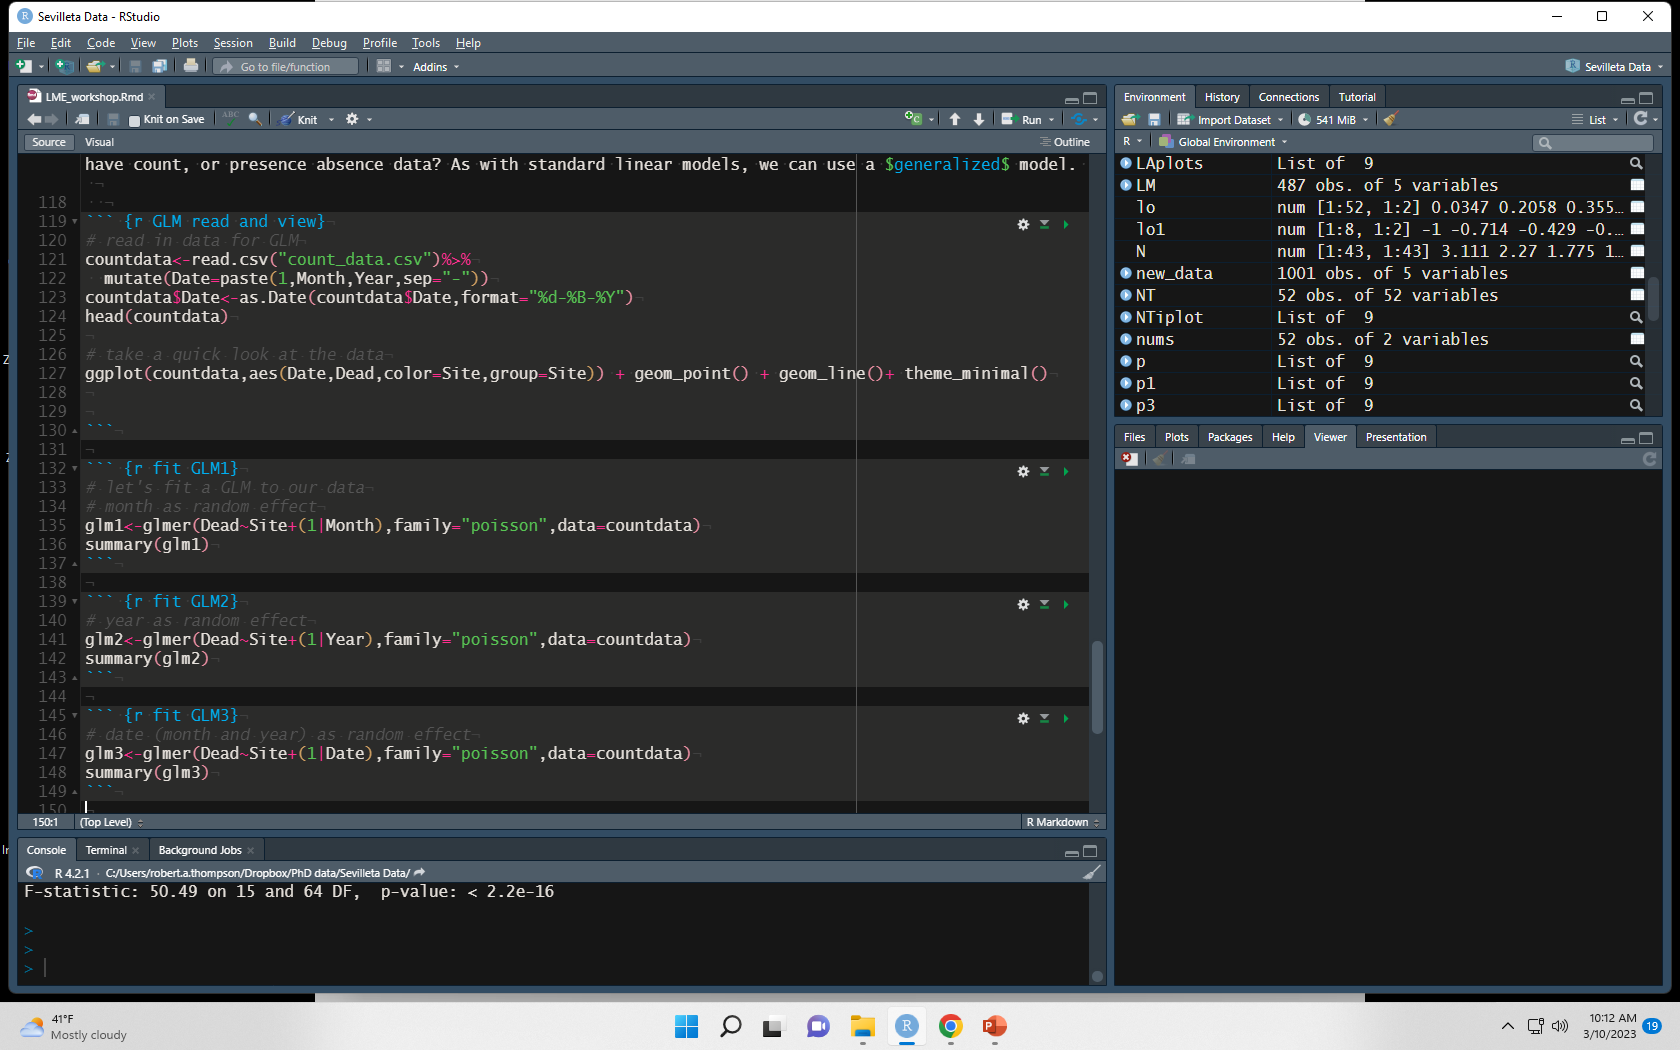 Sevilleta Data - RStudio
File Edit Code View Plots Session Build Debug Profile Tools Help
Go to file/function Addins Sevilleta Data
LME_workshop.Rmd
Knit on Save ABC Knit Run
Source Visual Outline
have count, or presence absence data? As with standard linear models, we can use a $generalized$ model.
118
119 ``` {r GLM read and view}
120 # read in data for GLM
121 countdata<-read.csv("count_data.csv")%>%
122 mutate(Date=paste(1,Month,Year,sep="-"))
123 countdata$Date<-as.Date(countdata$Date,format="%d-%B-%Y")
124 head(countdata)
125
126 # take a quick look at the data
127 ggplot(countdata,aes(Date,Dead,color=Site,group=Site)) + geom_point() + geom_line()+ theme_minimal()
128
129
130 ```
131
132 ``` {r fit GLM1}
133 # let's fit a GLM to our data
134 # month as random effect
135 glm1<-glmer(Dead~Site+(1|Month),family="poisson",data=countdata)
136 summary(glm1)
137 ```
138
139 ``` {r fit GLM2}
140 # year as random effect
141 glm2<-glmer(Dead~Site+(1|Year),family="poisson",data=countdata)
142 summary(glm2)
143 ```
144
145 ``` {r fit GLM3}
146 # date (month and year) as random effect
147 glm3<-glmer(Dead~Site+(1|Date),family="poisson",data=countdata)
148 summary(glm3)
149 ```
150
150:1 (Top Level) R Markdown
Console Terminal Background Jobs
R 4.2.1 · C:/Users/robert.a.thompson/Dropbox/PhD data/Sevilleta Data/
F-statistic: 50.49 on 15 and 64 DF, p-value: < 2.2e-16
>
>
>
Environment History Connections Tutorial
Import Dataset 541 MiB List
R Global Environment
LAplots List of 9
LM 487 obs. of 5 variables
lo num [1:52, 1:2] 0.0347 0.2058 0.355...
lo1 num [1:8, 1:2] -1 -0.714 -0.429 -0...
N num [1:43, 1:43] 3.111 2.27 1.775 1...
new_data 1001 obs. of 5 variables
NT 52 obs. of 52 variables
NTiplot List of 9
nums 52 obs. of 2 variables
p List of 9
p1 List of 9
p3 List of 9
Files Plots Packages Help Viewer Presentation
41°F
Mostly cloudy
10:12 AM
3/10/2023
19